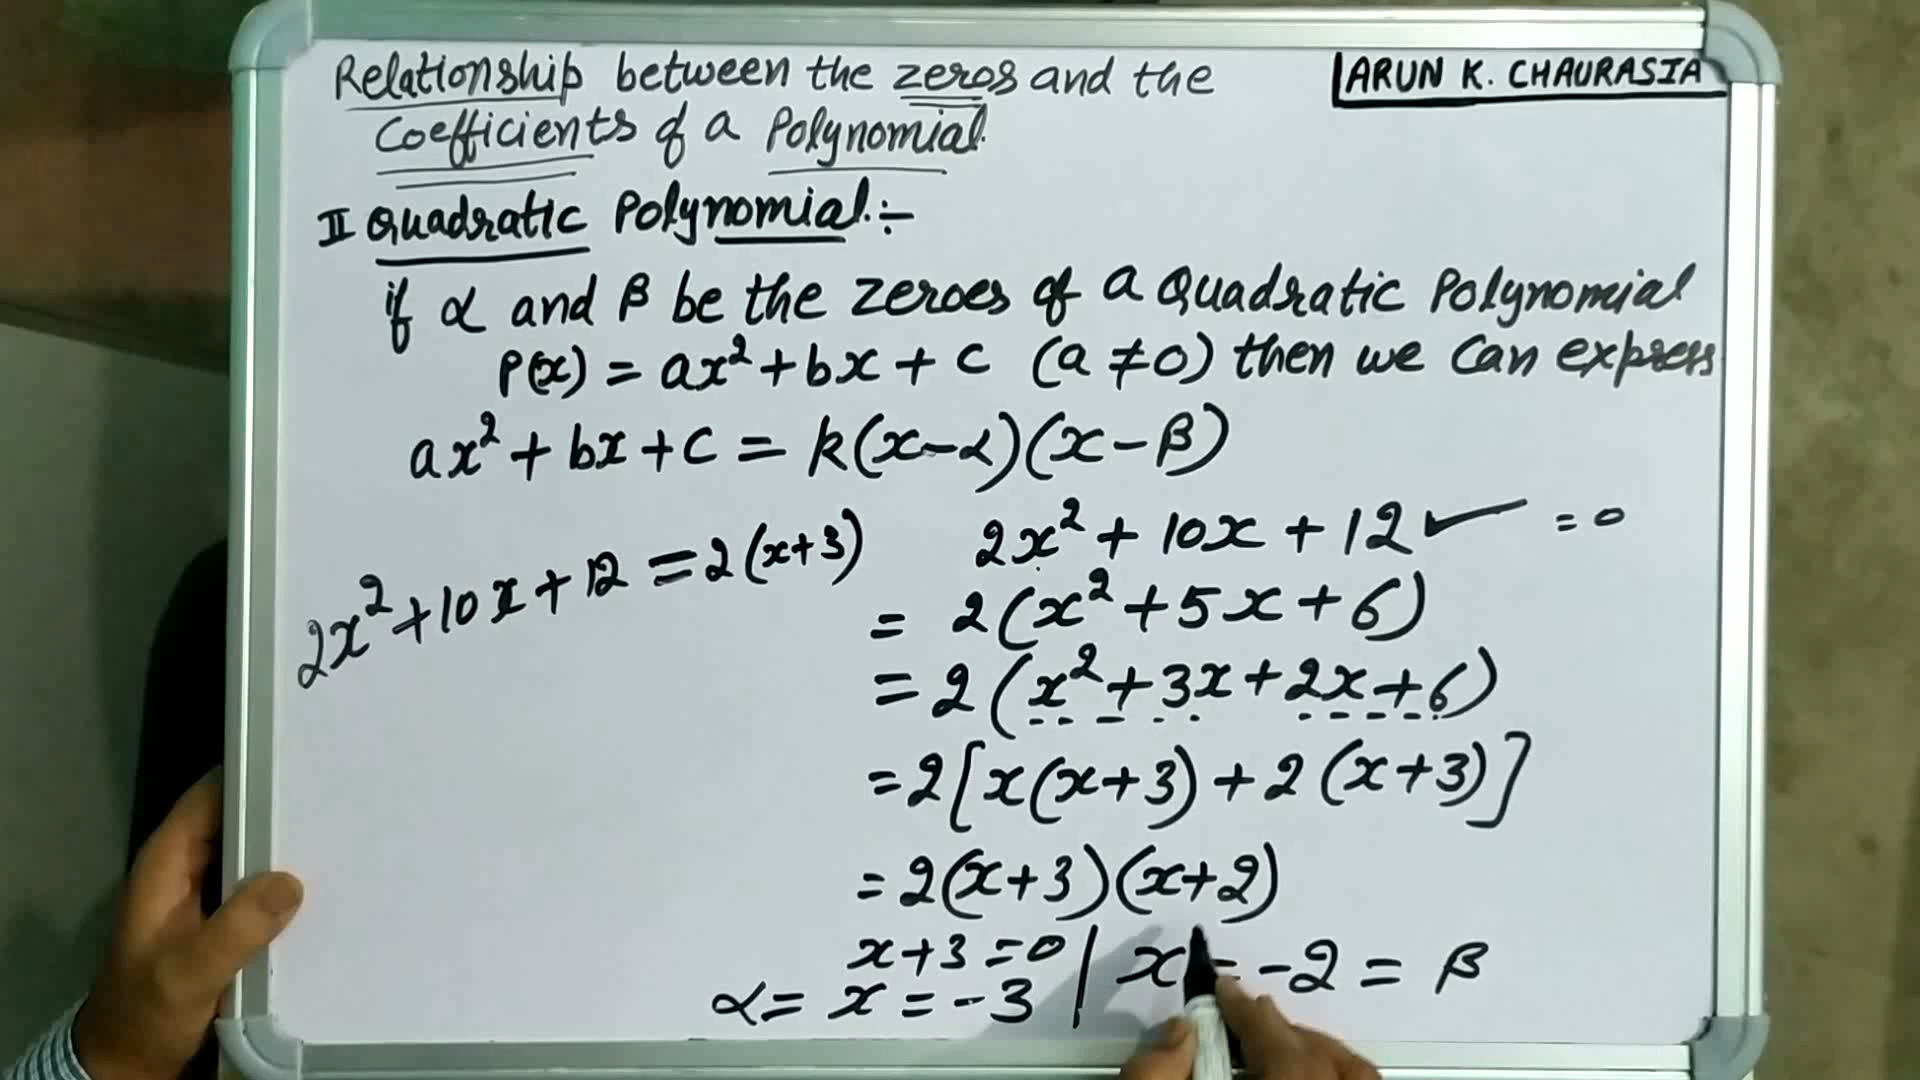 Relationship between the zeros and the
Coefficients of a Polynomial.
ARUN K. CHAURASIA
II Quadratic Polynomial :-
if α and β be the zeroes of a Quadratic Polynomial
P(x) = ax² + bx + c (a ≠ 0) then we can express
ax² + bx + c = k(x-α)(x-β)
2x² + 10x + 12 = 2(x+3)
2x² + 10x + 12 ✓ = 0
= 2(x² + 5x + 6)
= 2(x² + 3x + 2x + 6)
= 2[x(x+3) + 2(x+3)]
= 2(x+3)(x+2)
x+3 = 0 | x = -2 = β
α = x = -3